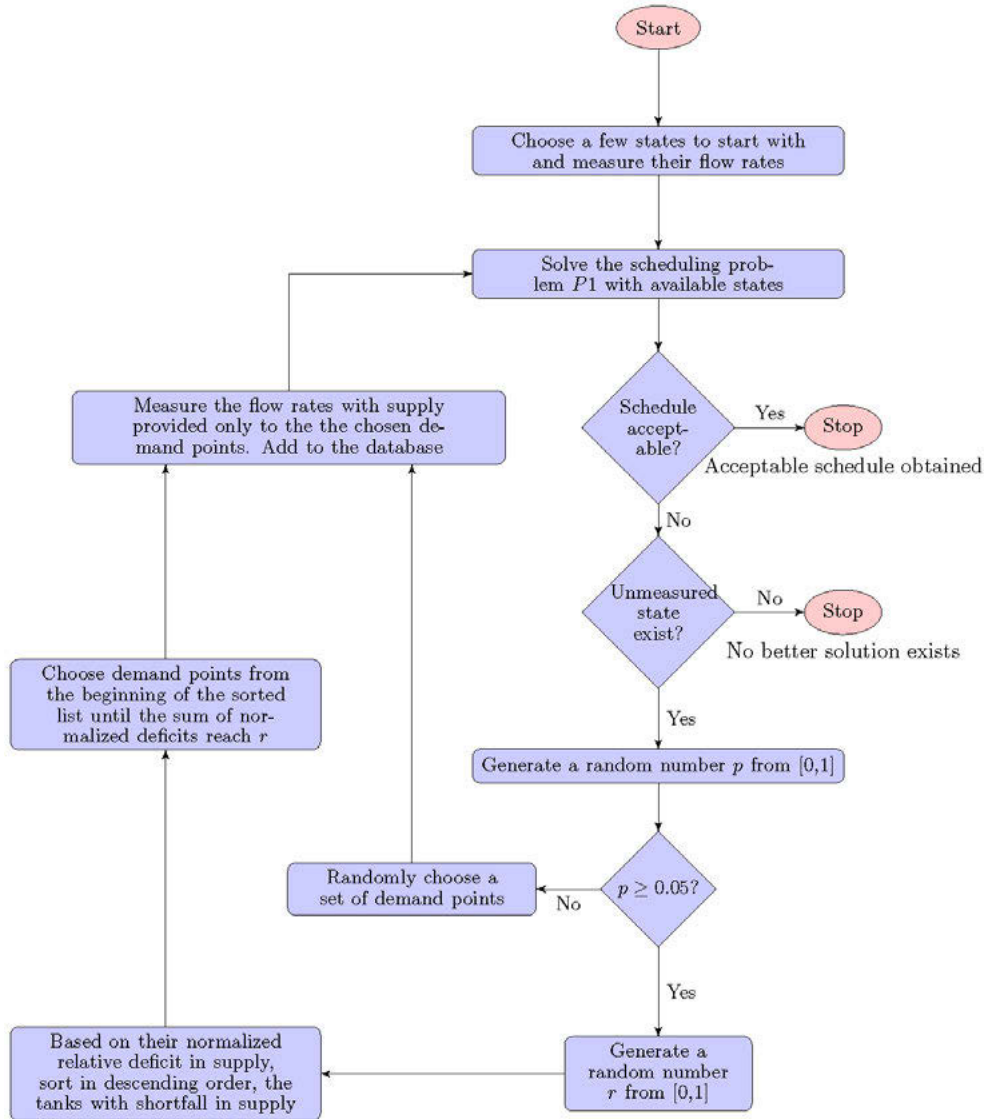 Start
Choose a few states to start with
and measure their flow rates
Solve the scheduling prob-
lem P1 with available states
Measure the flow rates with supply
provided only to the the chosen de-
mand points. Add to the database
Schedule
accept-
able?
Yes
Stop
Acceptable schedule obtained
No
Unmeasured
state
exist?
No
Stop
No better solution exists
Choose demand points from
the beginning of the sorted
list until the sum of nor-
malized deficits reach r
Yes
Generate a random number p from [0,1]
Randomly choose a
set of demand points
No
p ≥ 0.05?
Yes
Based on their normalized
relative deficit in supply,
sort in descending order, the
tanks with shortfall in supply
Generate a
random number
r from [0,1]